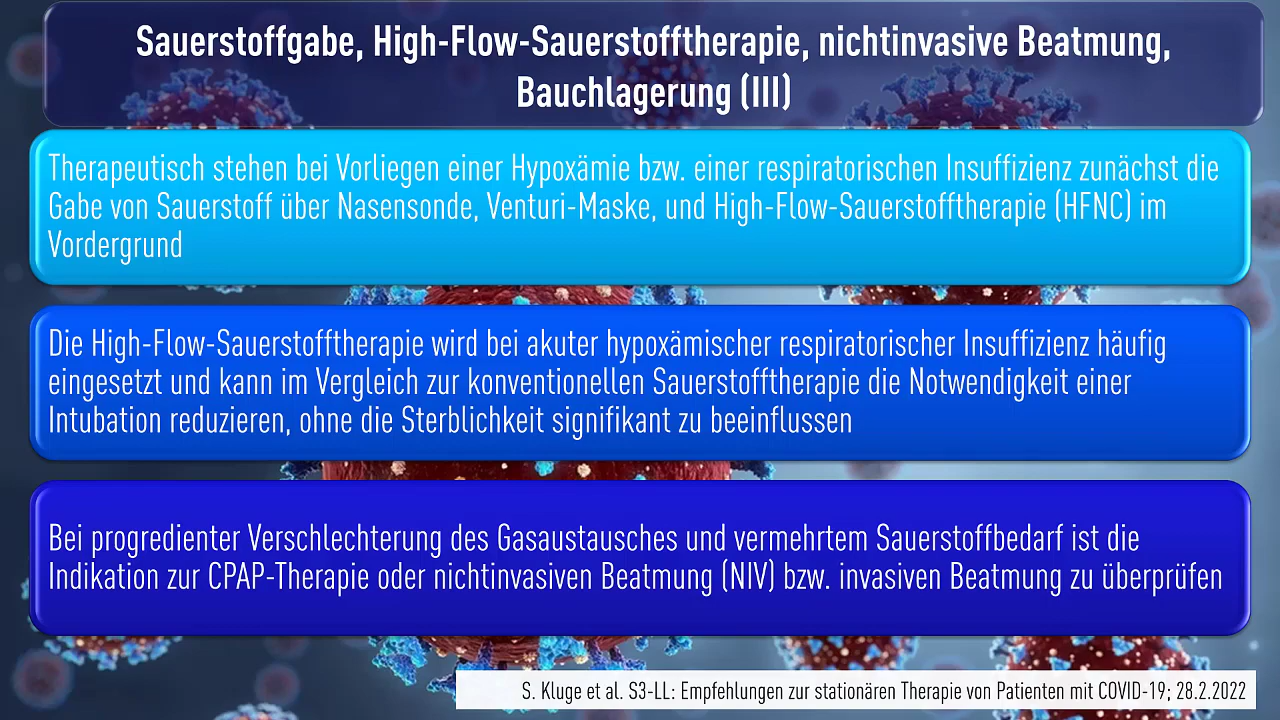 Sauerstoffgabe, High-Flow-Sauerstofftherapie, nichtinvasive Beatmung,
Bauchlagerung (III)
Therapeutisch stehen bei Vorliegen einer Hypoxämie bzw. einer respiratorischen Insuffizienz zunächst die
Gabe von Sauerstoff über Nasensonde, Venturi-Maske, und High-Flow-Sauerstofftherapie (HFNC) im
Vordergrund
Die High-Flow-Sauerstofftherapie wird bei akuter hypoxämischer respiratorischer Insuffizienz häufig
eingesetzt und kann im Vergleich zur konventionellen Sauerstofftherapie die Notwendigkeit einer
Intubation reduzieren, ohne die Sterblichkeit signifikant zu beeinflussen
Bei progredienter Verschlechterung des Gasaustausches und vermehrtem Sauerstoffbedarf ist die
Indikation zur CPAP-Therapie oder nichtinvasiven Beatmung (NIV) bzw. invasiven Beatmung zu überprüfen
S. Kluge et al. S3-LL: Empfehlungen zur stationären Therapie von Patienten mit COVID-19; 28.2.2022